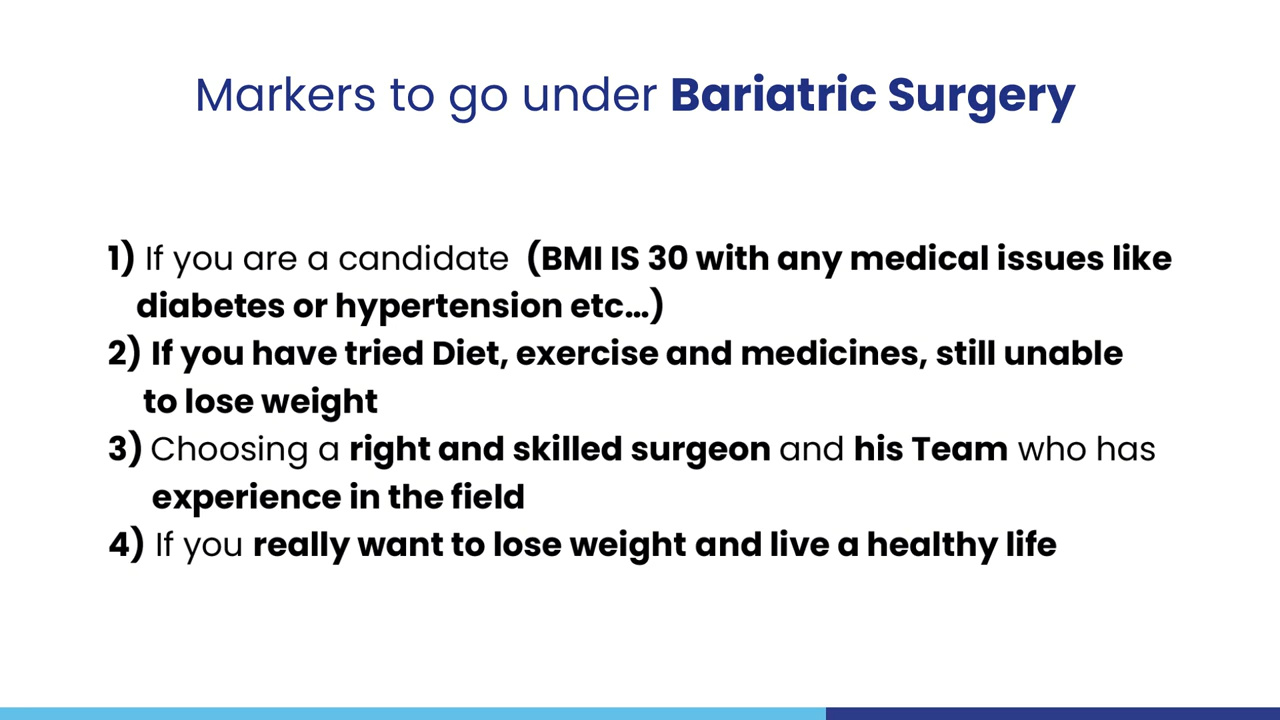 Markers to go under Bariatric Surgery
1) If you are a candidate (BMI IS 30 with any medical issues like
diabetes or hypertension etc...)
2) If you have tried Diet, exercise and medicines, still unable
to lose weight
3) Choosing a right and skilled surgeon and his Team who has
experience in the field
4) If you really want to lose weight and live a healthy life